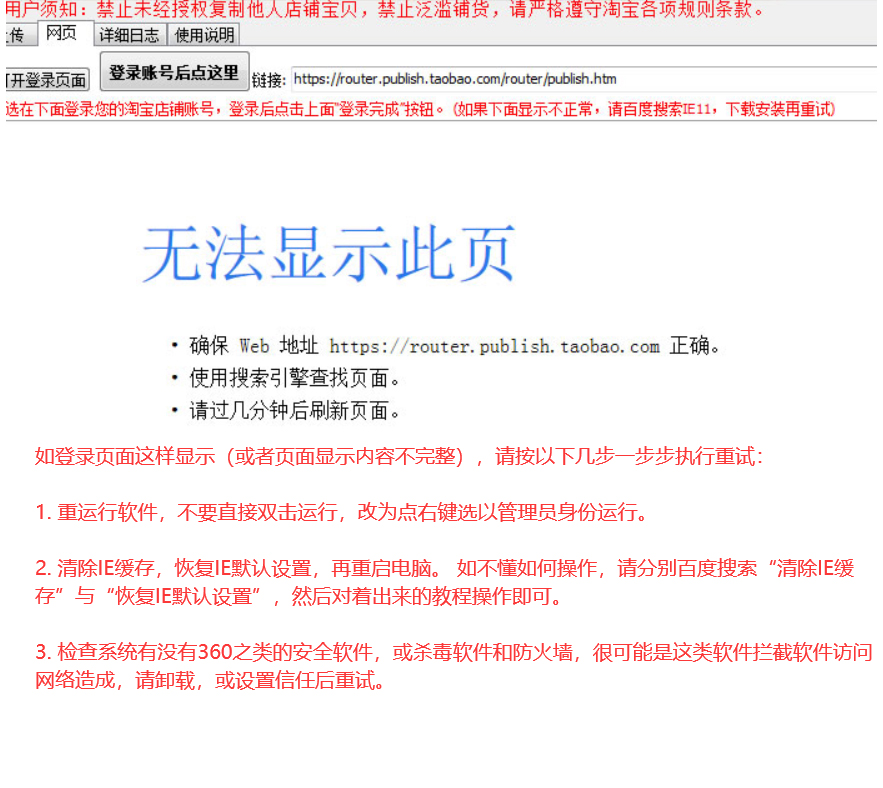 用户须知：禁止未经授权复制他人店铺宝贝，禁止泛滥铺货，请严格遵守淘宝各项规则条款。
传 网页 详细日志 使用说明
打开登录页面 登录账号后点这里 链接: https://router.publish.taobao.com/router/publish.htm
选在下面登录您的淘宝店铺账号，登录后点击上面“登录完成”按钮。(如果下面显示不正常，请百度搜索IE11，下载安装再重试)
无法显示此页
• 确保 Web 地址 https://router.publish.taobao.com 正确。
• 使用搜索引擎查找页面。
• 请过几分钟后刷新页面。
如登录页面这样显示（或者页面显示内容不完整），请按以下几步一步步执行重试：
1. 重运行软件，不要直接双击运行，改为点右键选以管理员身份运行。
2. 清除IE缓存，恢复IE默认设置，再重启电脑。 如不懂如何操作，请分别百度搜索“清除IE缓
存”与“恢复IE默认设置”，然后对着出来的教程操作即可。
3. 检查系统有没有360之类的安全软件，或杀毒软件和防火墙，很可能是这类软件拦截软件访问
网络造成，请卸载，或设置信任后重试。